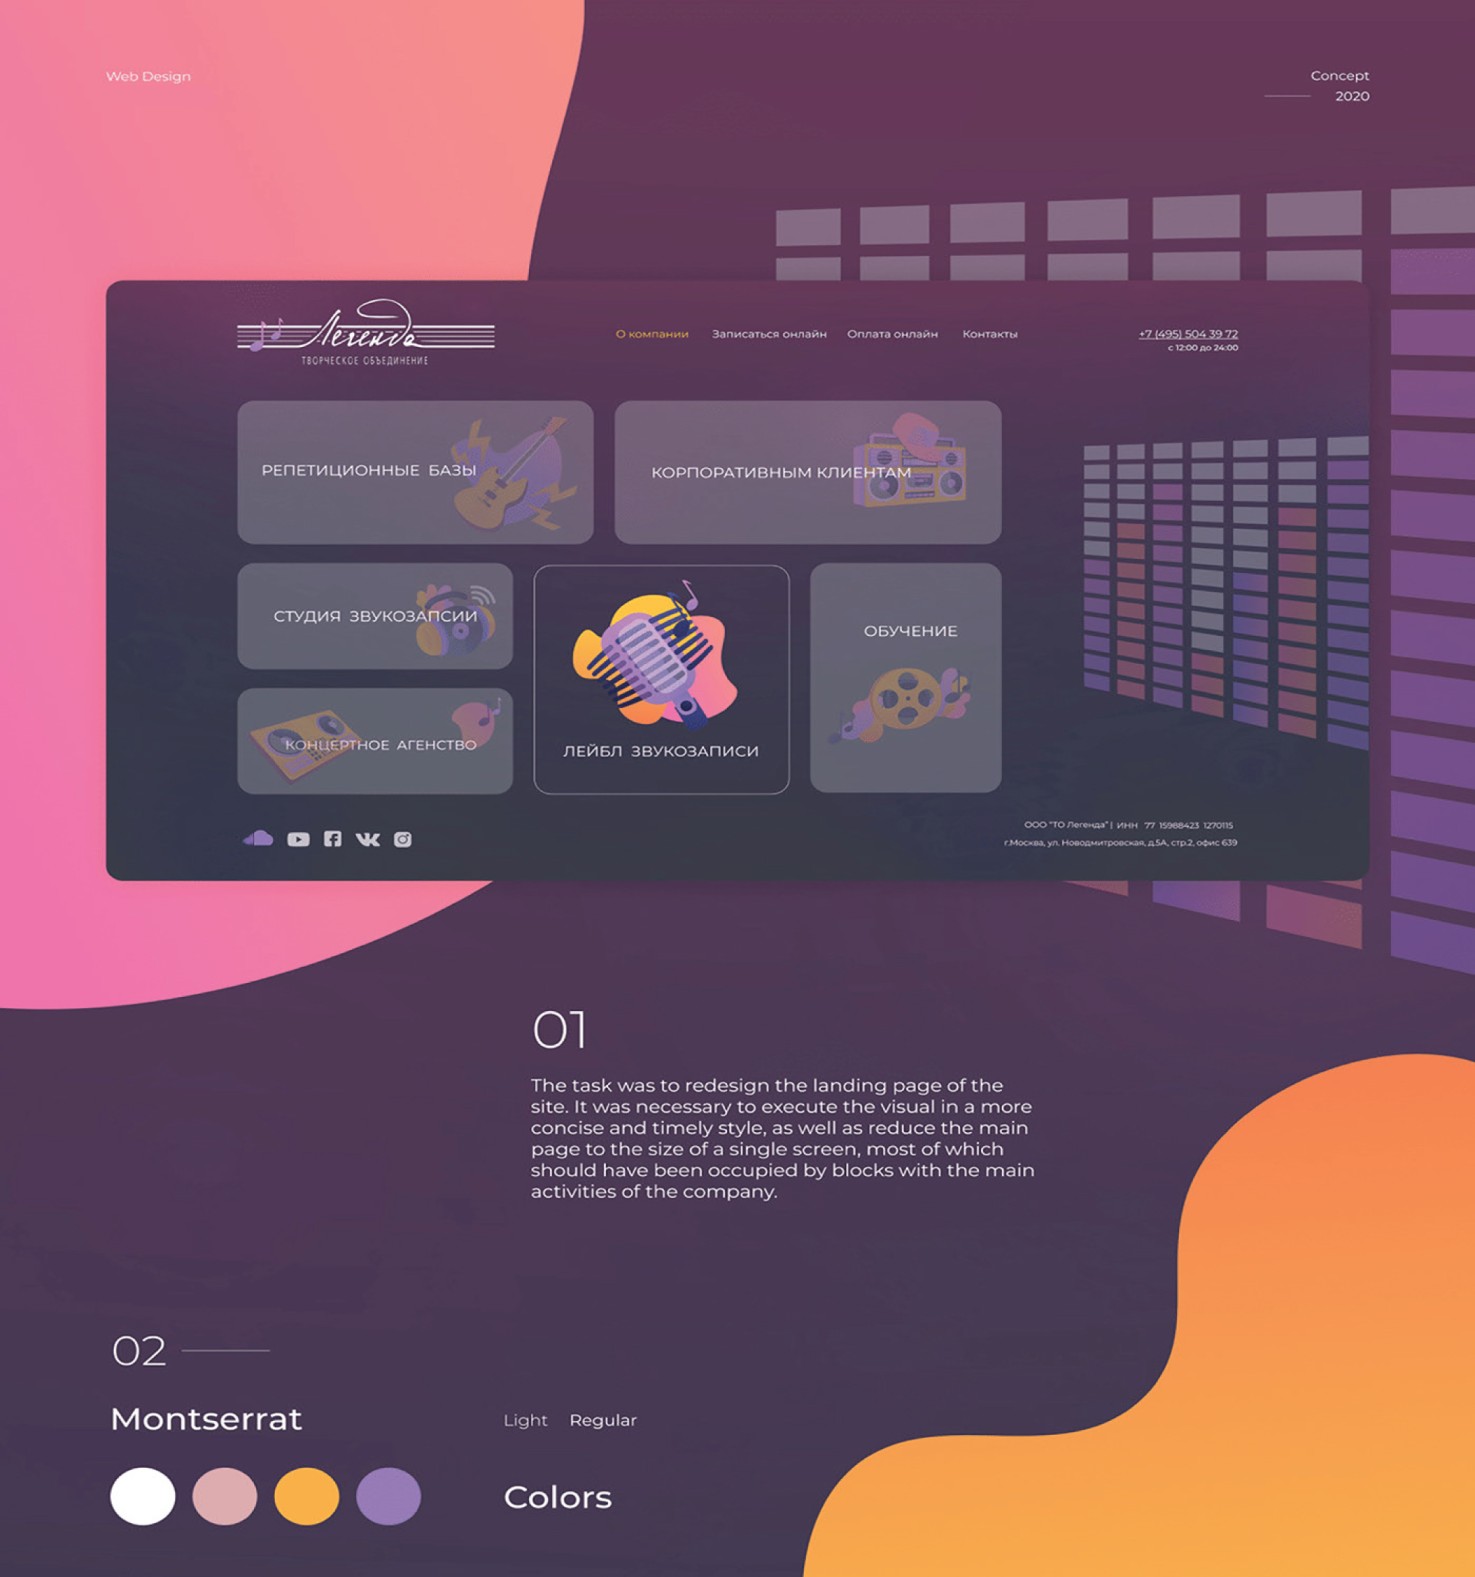 Web Design
Concept
2020
Легенда
ТВОРЧЕСКОЕ ОБЪЕДИНЕНИЕ
О компании Записаться онлайн Оплата онлайн Контакты
+7 (495) 504 39 72
с 12:00 до 24:00
РЕПЕТИЦИОННЫЕ БАЗЫ
КОРПОРАТИВНЫМ КЛИЕНТАМ
СТУДИЯ ЗВУКОЗАПСИИ
ОБУЧЕНИЕ
КОНЦЕРТНОЕ АГЕНСТВО
ЛЕЙБЛ ЗВУКОЗАПИСИ
ООО "ТО Легенда" | ИНН 77 15988423 1270115
г.Москва, ул. Новодмитровская, д.5А, стр.2, офис 639
01
The task was to redesign the landing page of the
site. It was necessary to execute the visual in a more
concise and timely style, as well as reduce the main
page to the size of a single screen, most of which
should have been occupied by blocks with the main
activities of the company.
02
Montserrat
Light Regular
Colors